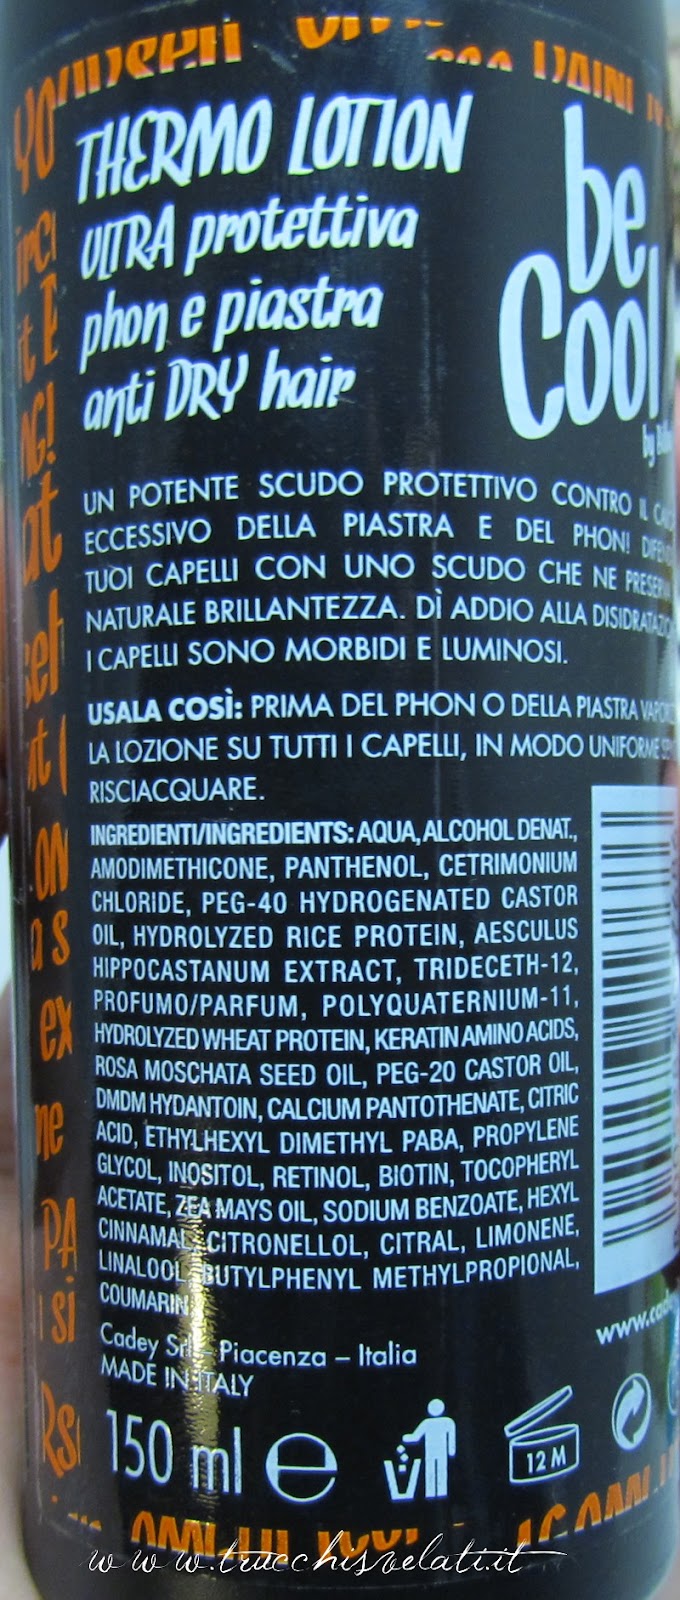 THERMO LOTION
ULTRA protettiva
phon e piastra
anti DRY hair
be
Cool
by
UN POTENTE SCUDO PROTETTIVO CONTRO IL
ECCESSIVO DELLA PIASTRA E DEL PHON!
TUOI CAPELLI CON UNO SCUDO CHE NE
NATURALE BRILLANTEZZA. DÌ ADDIO ALLA
I CAPELLI SONO MORBIDI E LUMINOSI.
USALA COSÌ: PRIMA DEL PHON O DELLA PIASTRA
LA LOZIONE SU TUTTI I CAPELLI, IN MODO UNIFORME
RISCIACQUARE.
INGREDIENTI/INGREDIENTS: AQUA, ALCOHOL DENAT.,
AMODIMETHICONE, PANTHENOL, CETRIMONIUM
CHLORIDE, PEG-40 HYDROGENATED CASTOR
OIL, HYDROLYZED RICE PROTEIN, AESCULUS
HIPPOCASTANUM EXTRACT, TRIDECETH-12,
PROFUMO/PARFUM, POLYQUATERNIUM-11,
HYDROLYZED WHEAT PROTEIN, KERATIN AMINO ACIDS,
ROSA MOSCHATA SEED OIL, PEG-20 CASTOR OIL,
DMDM HYDANTOIN, CALCIUM PANTOTHENATE, CITRIC
ACID, ETHYLHEXYL DIMETHYL PABA, PROPYLENE
GLYCOL, INOSITOL, RETINOL, BIOTIN, TOCOPHERYL
ACETATE, ZEA MAYS OIL, SODIUM BENZOATE, HEXYL
CINNAMAL, CITRONELLOL, CITRAL, LIMONENE,
LINALOOL, BUTYLPHENYL METHYLPROPIONAL,
COUMARIN.
Cadey Srl – Piacenza – Italia
MADE IN ITALY
150 ml e
12 M
www.trucchisvelati.it